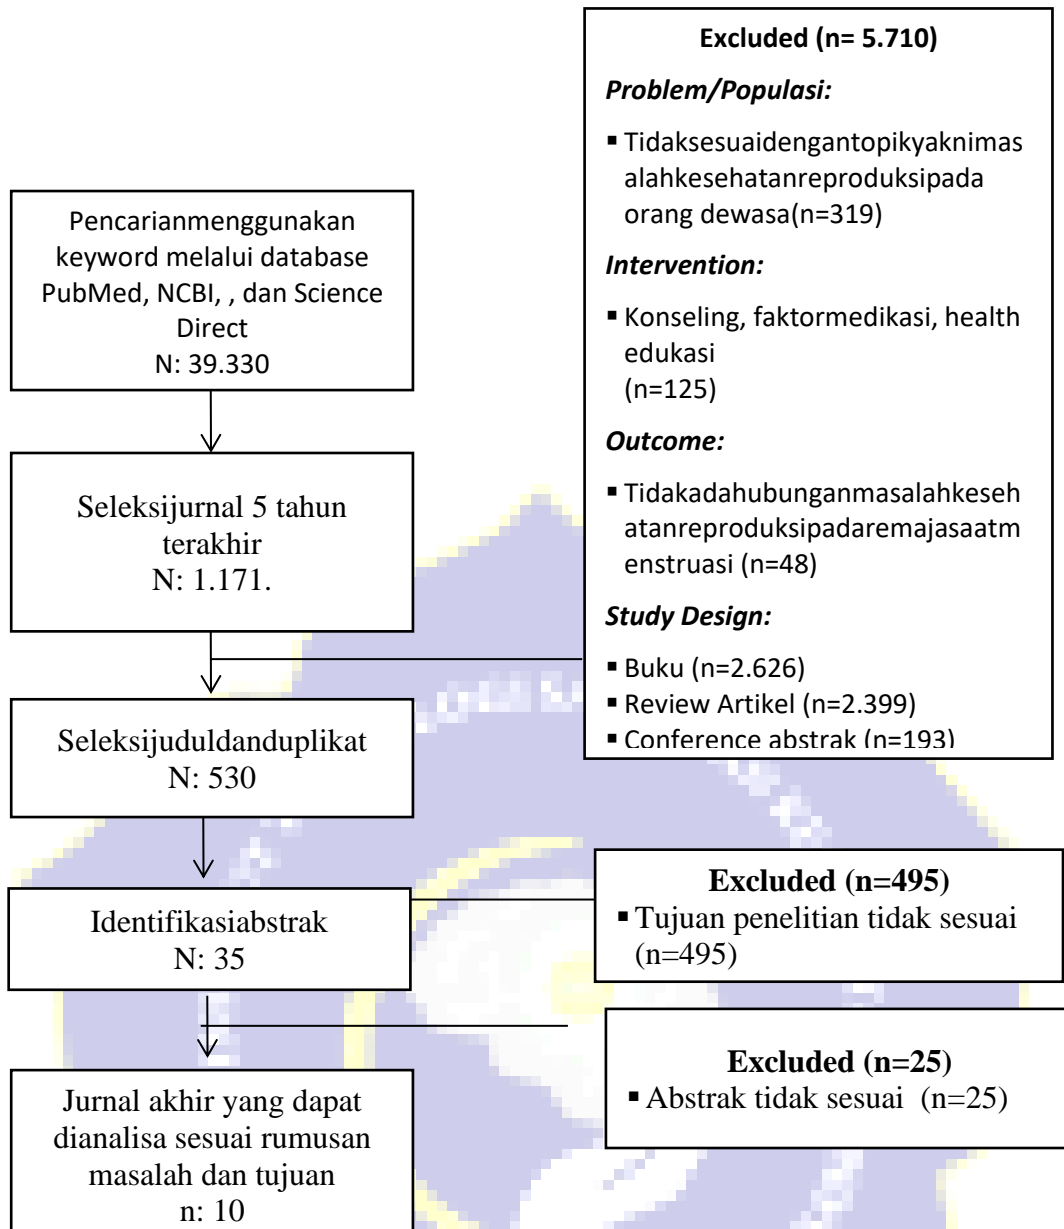 Pencarianmenggunakan
keyword melalui database
PubMed, NCBI, , dan Science
Direct
N: 39.330
Seleksijurnal 5 tahun
terakhir
N: 1.171.
Excluded (n= 5.710)
Problem/Populasi:
▪ Tidaksesuaidengantopikyaknimas
alahkesehatanreproduksipada
orang dewasa(n=319)
Intervention:
▪ Konseling, faktormedikasi, health
edukasi
(n=125)
Outcome:
▪ Tidakadahubunganmasalahkeseh
atanreproduksipadaremajasaatm
enstruasi (n=48)
Study Design:
▪ Buku (n=2.626)
▪ Review Artikel (n=2.399)
▪ Conference abstrak (n=193)
Seleksijuduldanduplikat
N: 530
Identifikasiabstrak
N: 35
Excluded (n=495)
▪ Tujuan penelitian tidak sesuai
(n=495)
Excluded (n=25)
▪ Abstrak tidak sesuai (n=25)
Jurnal akhir yang dapat
dianalisa sesuai rumusan
masalah dan tujuan
n: 10